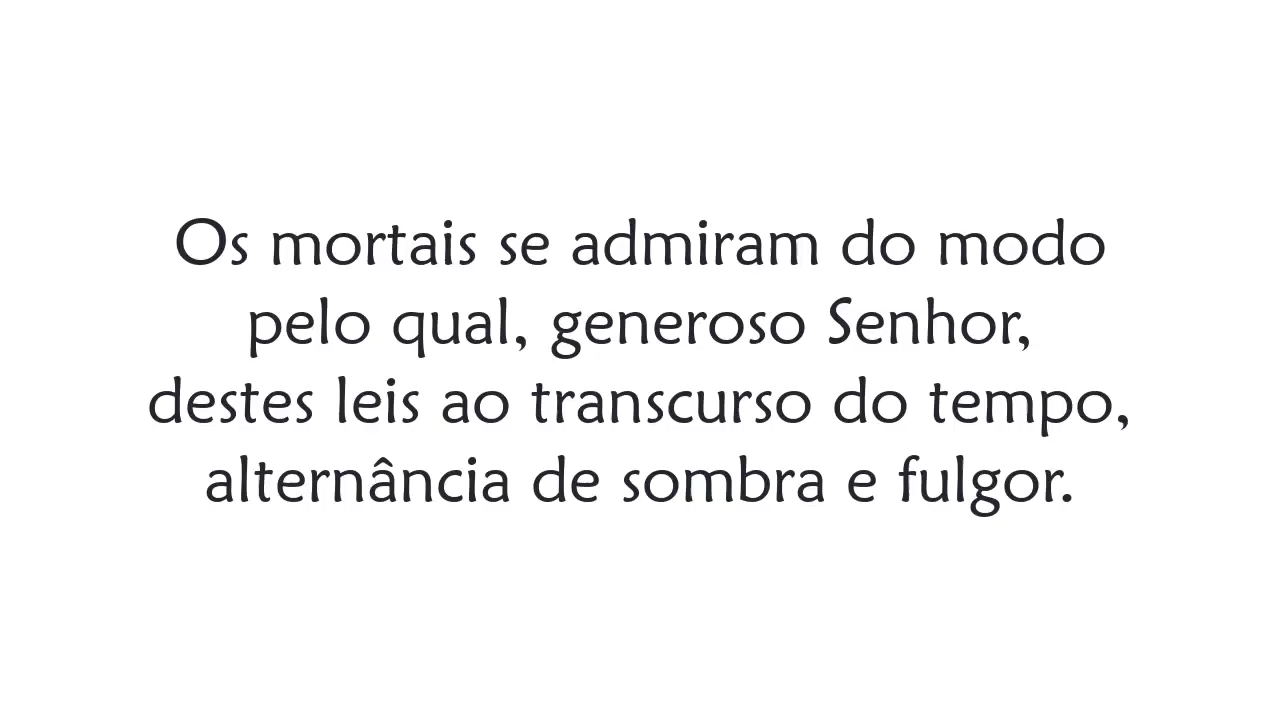 Os mortais se admiram do modo
pelo qual, generoso Senhor,
destes leis ao transcurso do tempo,
alternância de sombra e fulgor.